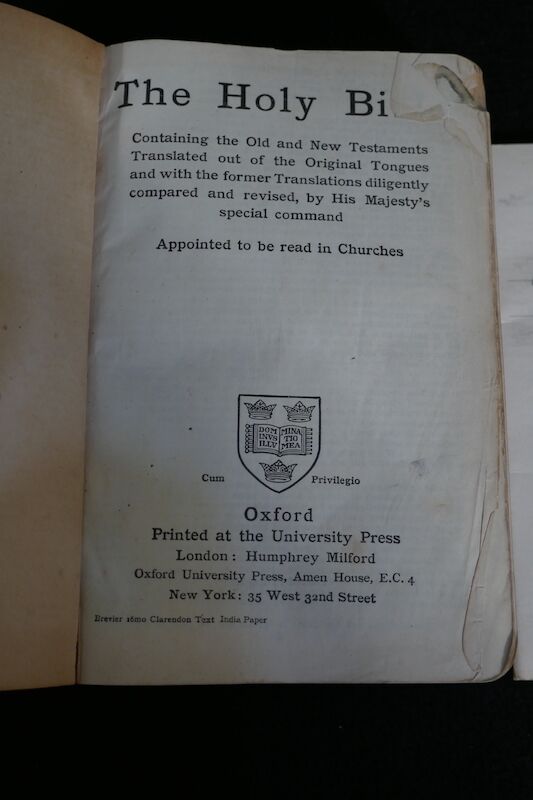 The Holy Bi
Containing the Old and New Testaments
Translated out of the Original Tongues
and with the former Translations diligently
compared and revised, by His Majesty's
special command
Appointed to be read in Churches
DOM MINA
INVS TIO
ILLV MEA
Cum Privilegio
Oxford
Printed at the University Press
London: Humphrey Milford
Oxford University Press, Amen House, E.C. 4
New York: 35 West 32nd Street
Brevier 16mo Clarendon Text India Paper